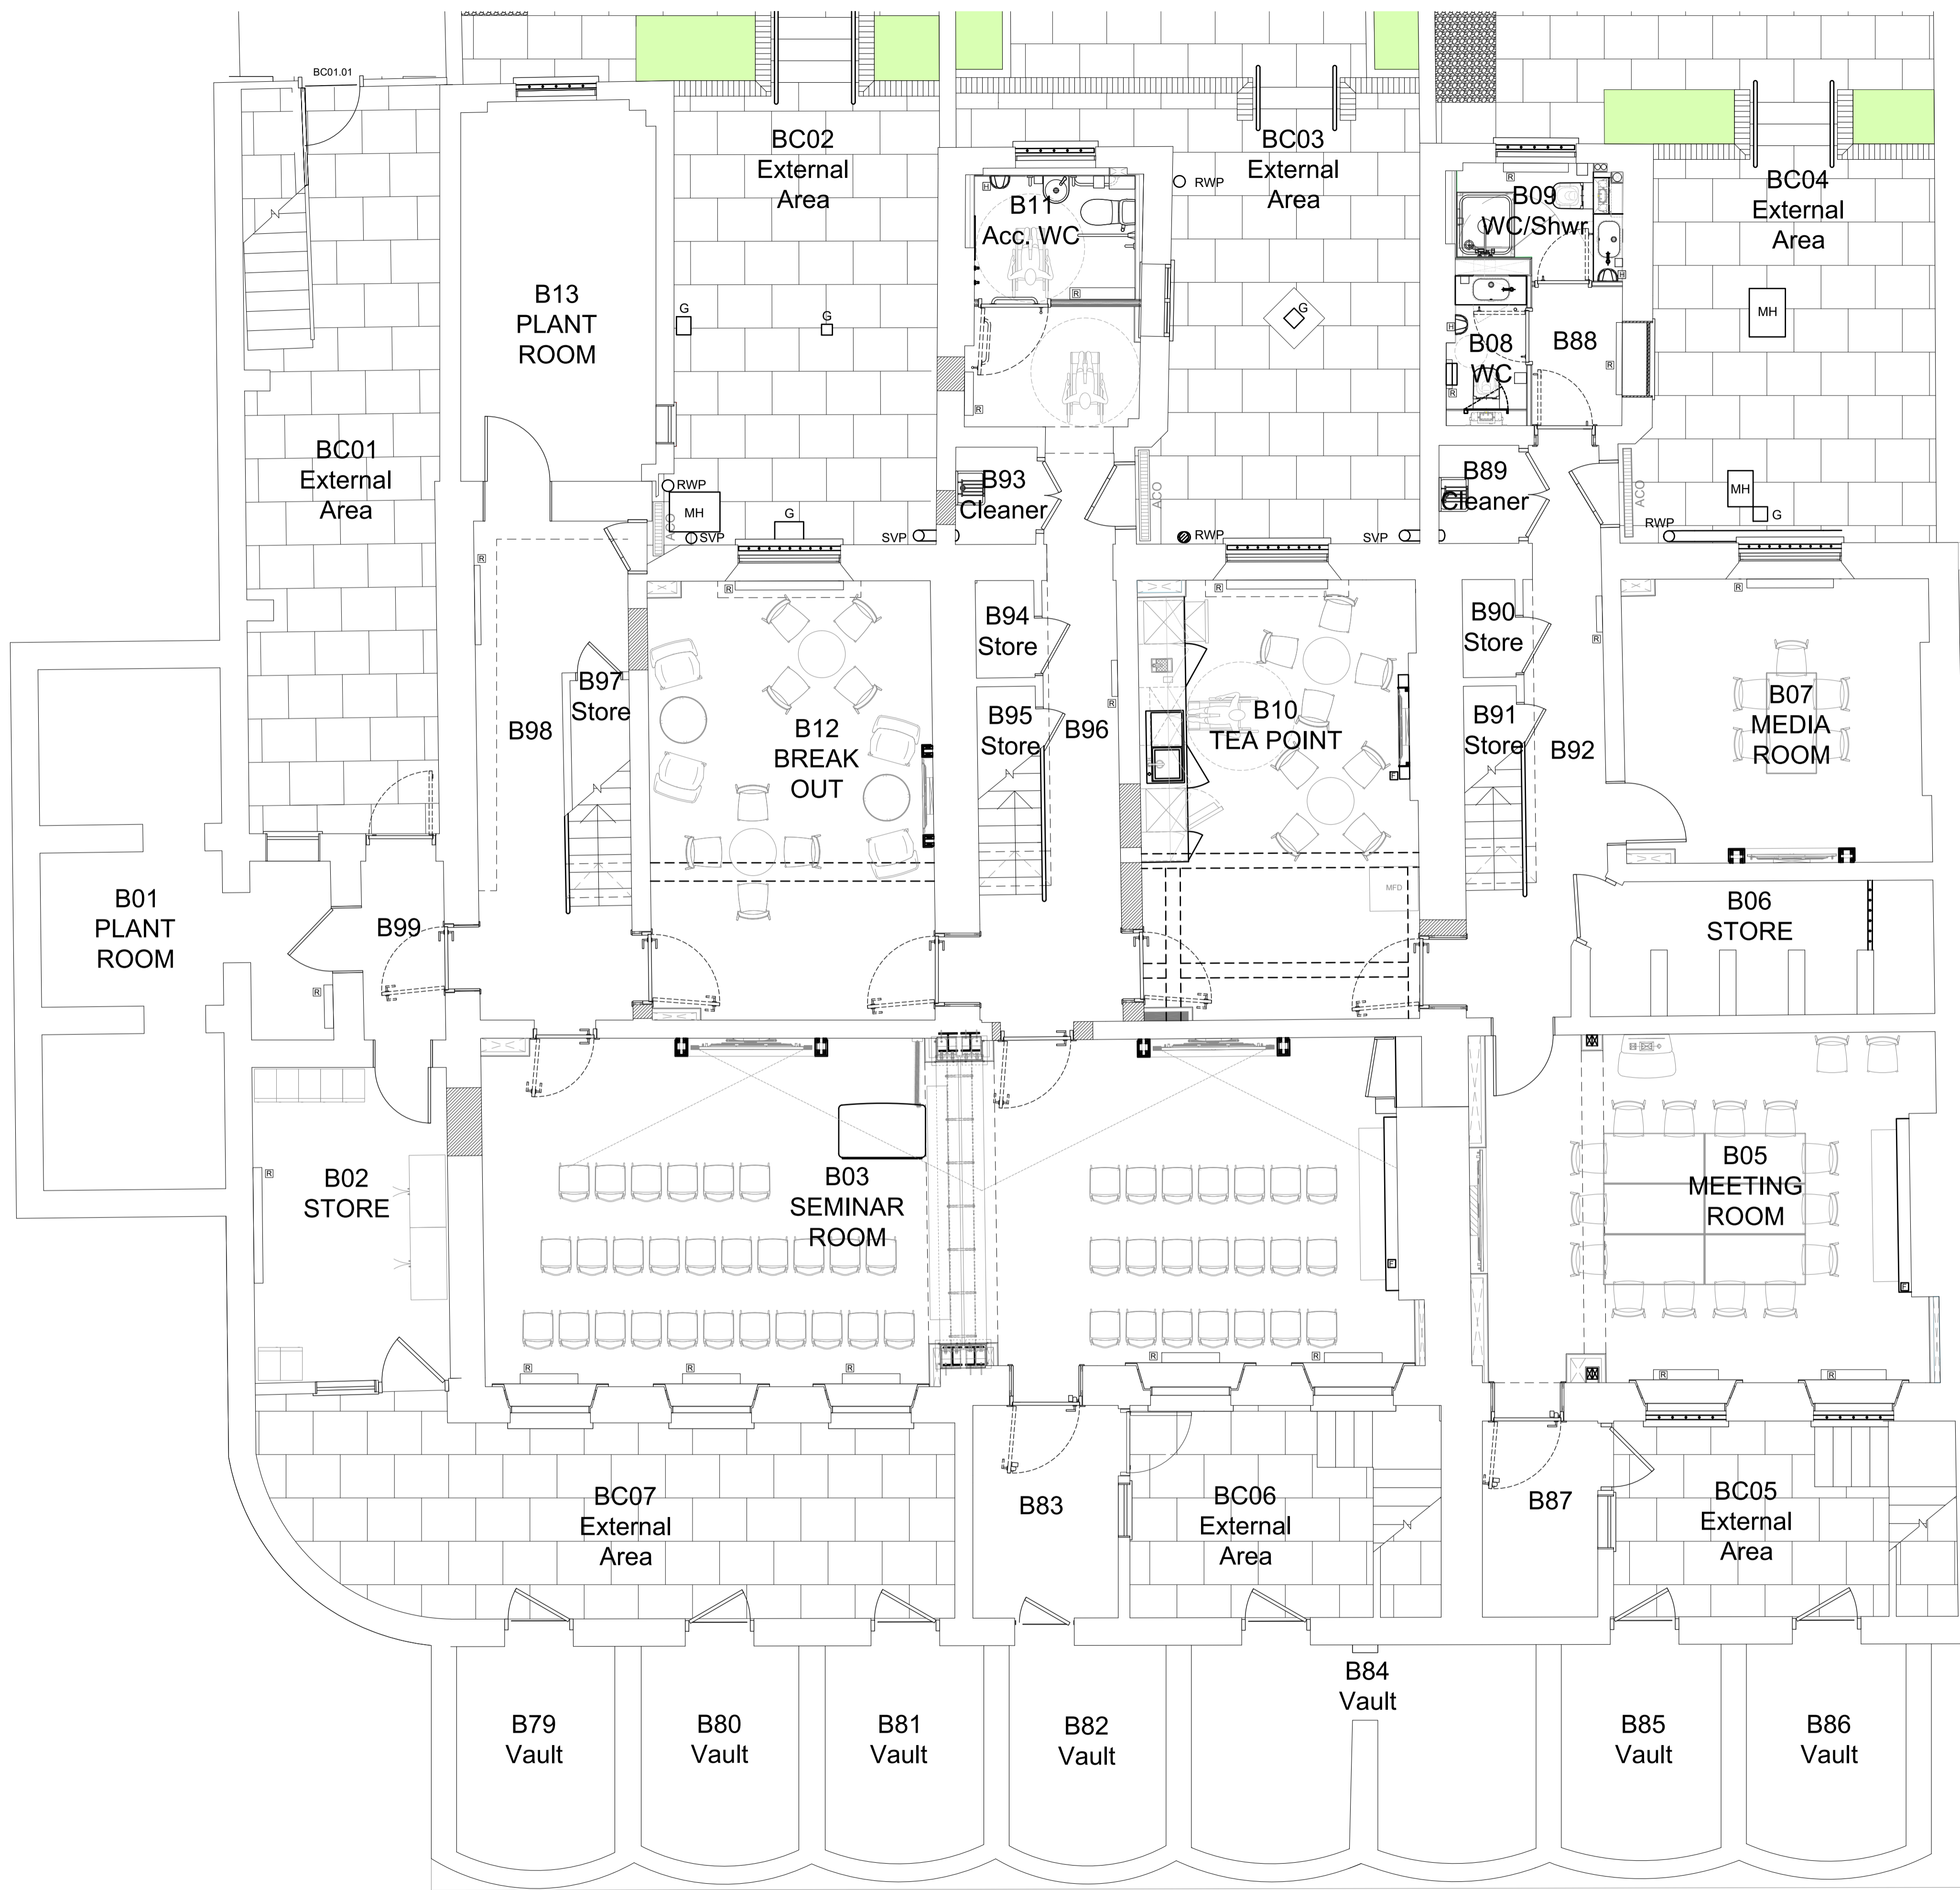 BC01.01
BC02
External
Area
BC03
External
Area
BC04
External
Area
RWP
B11
Acc. WC
H
R
R
B09
WC/Shwr
R
H
B13
PLANT
ROOM
G
G
G
MH
H
B08
WC
R
B88
R
BC01
External
Area
RWP
MH
ACO
SVP
G
SVP
B93
Cleaner
ACO
RWP
SVP
B89
Cleaner
ACO
RWP
MH
G
R
R
R
R
B98
B97
Store
B12
BREAK
OUT
B94
Store
B95
Store
B96
R
B10
TEA POINT
F
MFD
B90
Store
B91
Store
R
B92
B07
MEDIA
ROOM
B01
PLANT
ROOM
B99
R
B06
STORE
B02
STORE
R
B03
SEMINAR
ROOM
F
B05
MEETING
ROOM
F
R
R
R
R
R
R
R
BC07
External
Area
B83
BC06
External
Area
N
B87
BC05
External
Area
N
B79
Vault
B80
Vault
B81
Vault
B82
Vault
B84
Vault
B85
Vault
B86
Vault